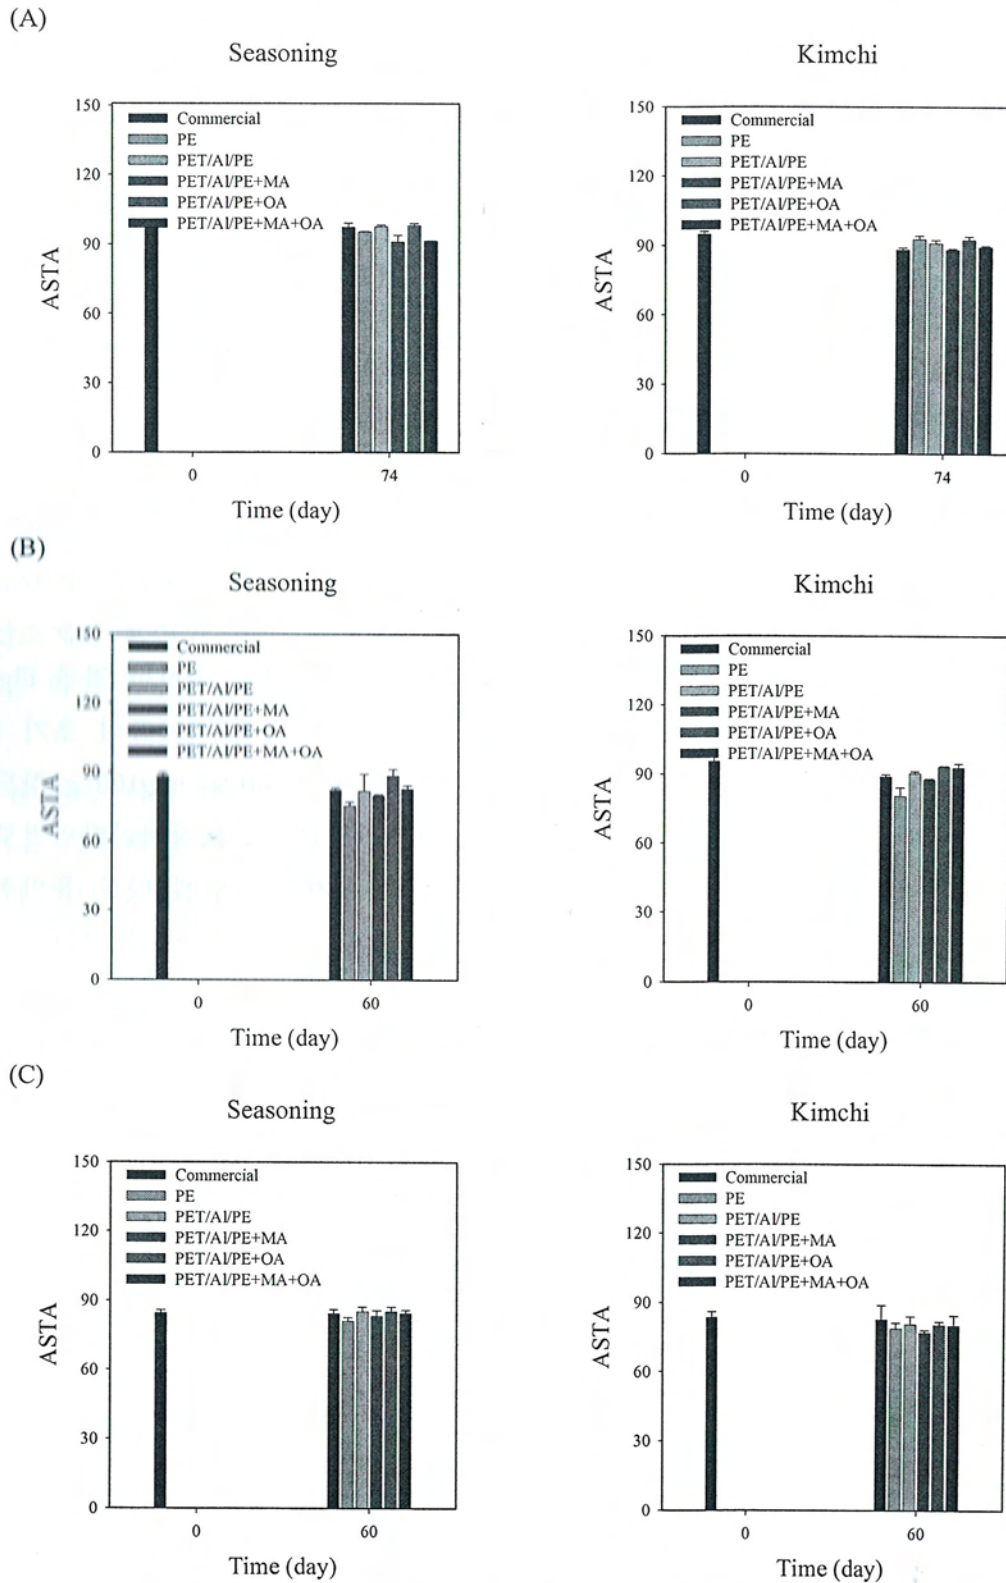 (A)
Seasoning
150
120
90
60
30
0
ASTA
Commercial
PE
PET/Al/PE
PET/Al/PE+MA
PET/Al/PE+OA
PET/Al/PE+MA+OA
0 74
Time (day)
Kimchi
150
120
90
60
30
0
ASTA
Commercial
PE
PET/Al/PE
PET/Al/PE+MA
PET/Al/PE+OA
PET/Al/PE+MA+OA
0 74
Time (day)
(B)
Seasoning
150
120
90
60
30
0
ASTA
Commercial
PE
PET/Al/PE
PET/Al/PE+MA
PET/Al/PE+OA
PET/Al/PE+MA+OA
0 60
Time (day)
Kimchi
150
120
90
60
30
0
ASTA
Commercial
PE
PET/Al/PE
PET/Al/PE+MA
PET/Al/PE+OA
PET/Al/PE+MA+OA
0 60
Time (day)
(C)
Seasoning
150
120
90
60
30
0
ASTA
Commercial
PE
PET/Al/PE
PET/Al/PE+MA
PET/Al/PE+OA
PET/Al/PE+MA+OA
0 60
Time (day)
Kimchi
150
120
90
60
30
0
ASTA
Commercial
PE
PET/Al/PE
PET/Al/PE+MA
PET/Al/PE+OA
PET/Al/PE+MA+OA
0 60
Time (day)